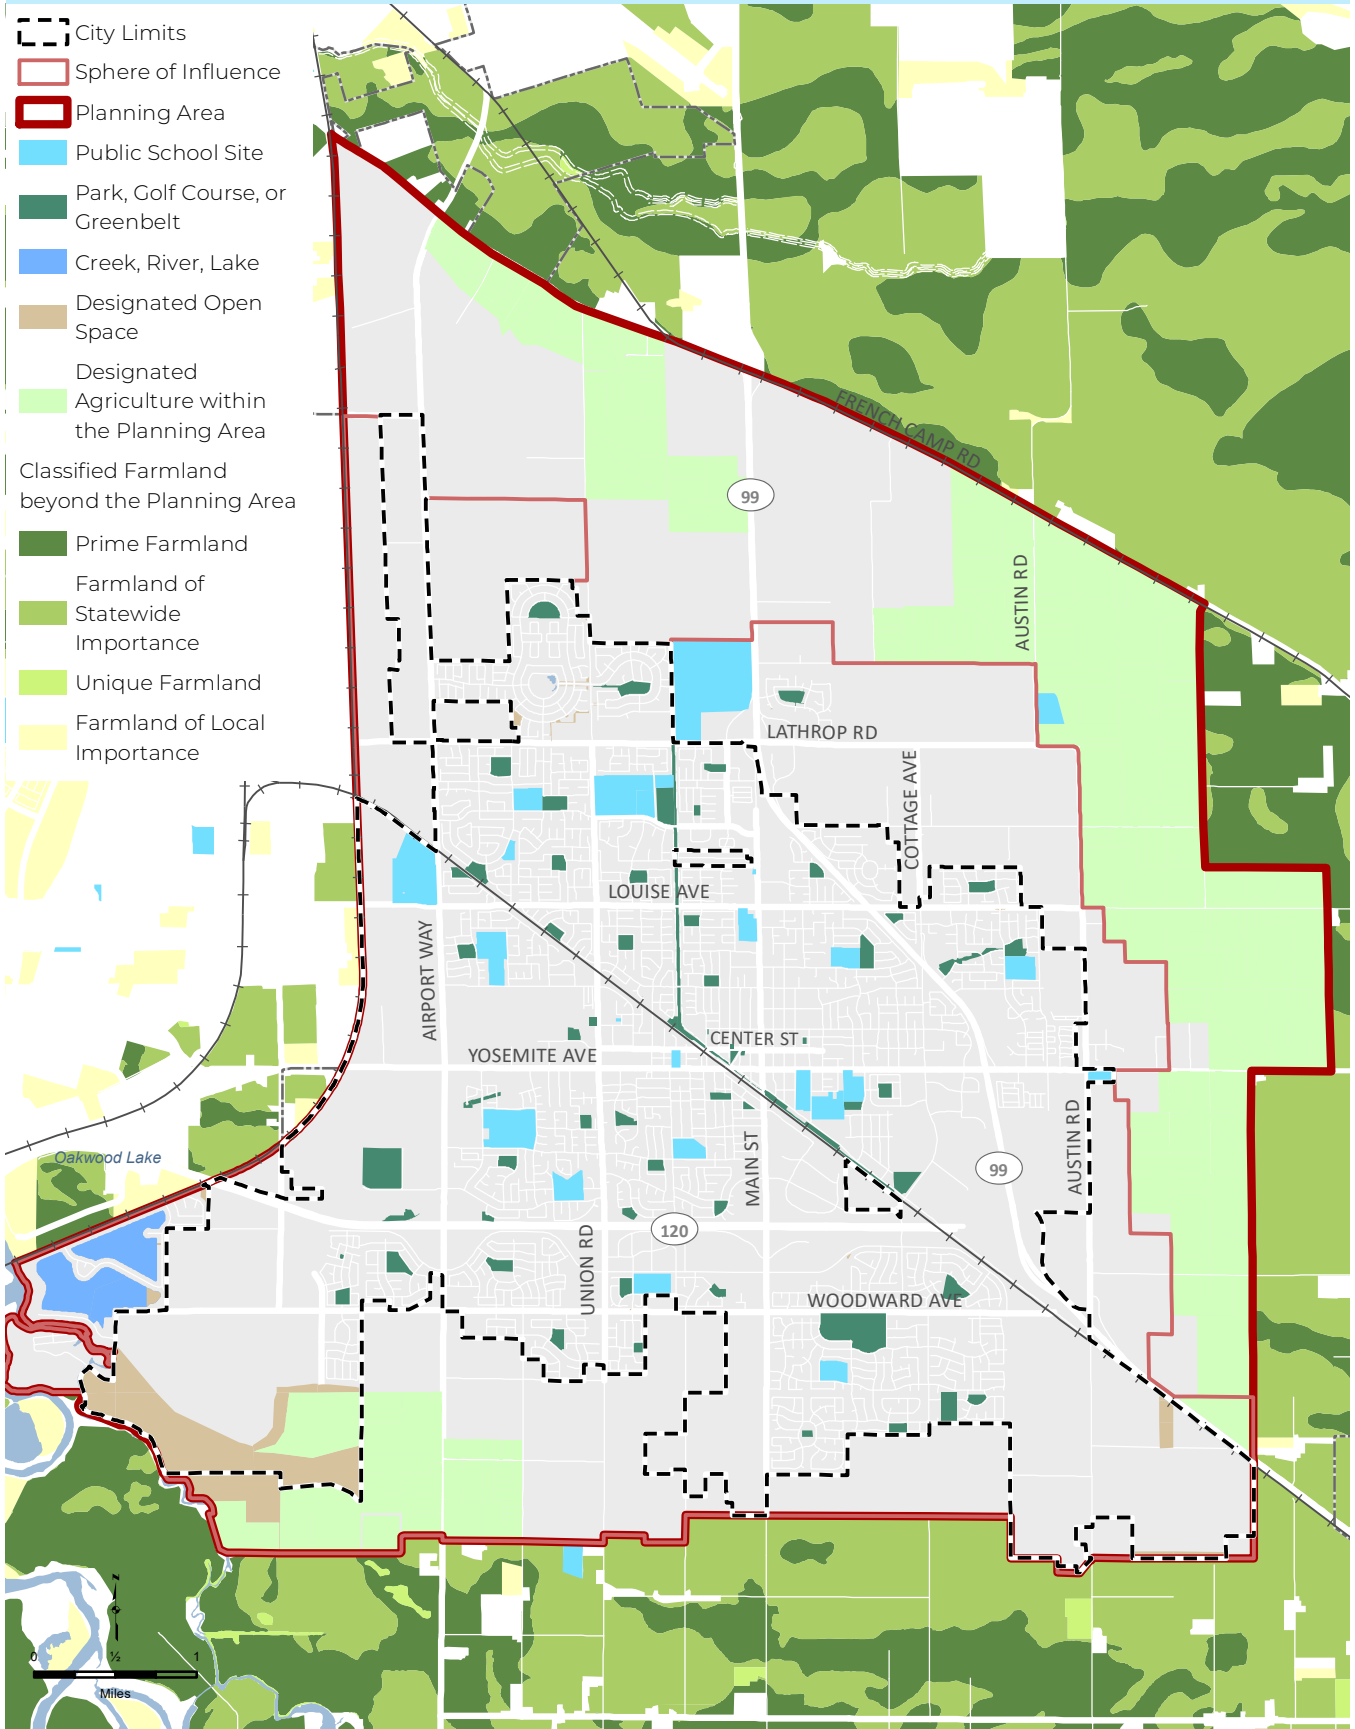 City Limits
Sphere of Influence
Planning Area
Public School Site
Park, Golf Course, or
Greenbelt
Creek, River, Lake
Designated Open
Space
Designated
Agriculture within
the Planning Area
Classified Farmland
beyond the Planning Area
Prime Farmland
Farmland of
Statewide
Importance
Unique Farmland
Farmland of Local
Importance
FRENCH CAMP RD
99
AUSTIN RD
LATHROP RD
COTTAGE AVE
LOUISE AVE
AIRPORT WAY
CENTER ST
YOSEMITE AVE
Oakwood Lake
MAIN ST
AUSTIN RD
99
120
UNION RD
WOODWARD AVE
Z
0 ½ 1
Miles